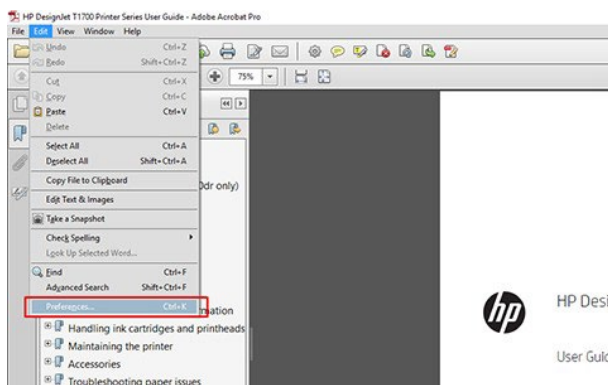 HP DesignJet T1700 Printer Series User Guide - Adobe Acrobat Pro
File Edit View Window Help
Undo Ctrl+Z
Redo Shift+Ctrl+Z
Cut Ctrl+X
Copy Ctrl+C
Paste Ctrl+V
Delete
Select All Ctrl+A
Deselect All Shift+Ctrl+A
Copy File to Clipboard
Edit Text & Images
Take a Snapshot
Check Spelling
Look Up Selected Word...
Find Ctrl+F
Advanced Search Shift+Ctrl+F
Preferences... Ctrl+K
75%
0dr only)
mation
Handling ink cartridges and printheads
Maintaining the printer
Accessories
Troubleshooting paper issues
hp
HP Desi
User Guid